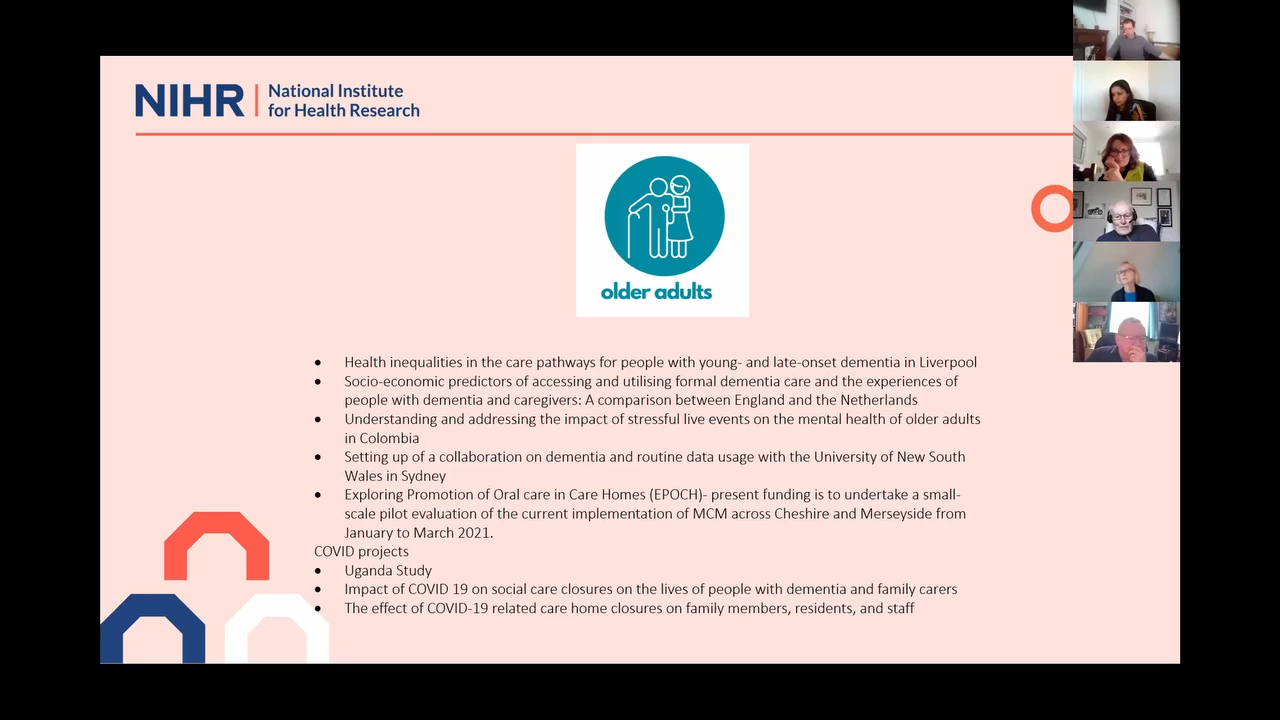 NIHR | National Institute
for Health Research
older adults
• Health inequalities in the care pathways for people with young- and late-onset dementia in Liverpool
• Socio-economic predictors of accessing and utilising formal dementia care and the experiences of
people with dementia and caregivers: A comparison between England and the Netherlands
• Understanding and addressing the impact of stressful live events on the mental health of older adults
in Colombia
• Setting up of a collaboration on dementia and routine data usage with the University of New South
Wales in Sydney
• Exploring Promotion of Oral care in Care Homes (EPOCH)- present funding is to undertake a small-
scale pilot evaluation of the current implementation of MCM across Cheshire and Merseyside from
January to March 2021.
COVID projects
• Uganda Study
• Impact of COVID 19 on social care closures on the lives of people with dementia and family carers
• The effect of COVID-19 related care home closures on family members, residents, and staff